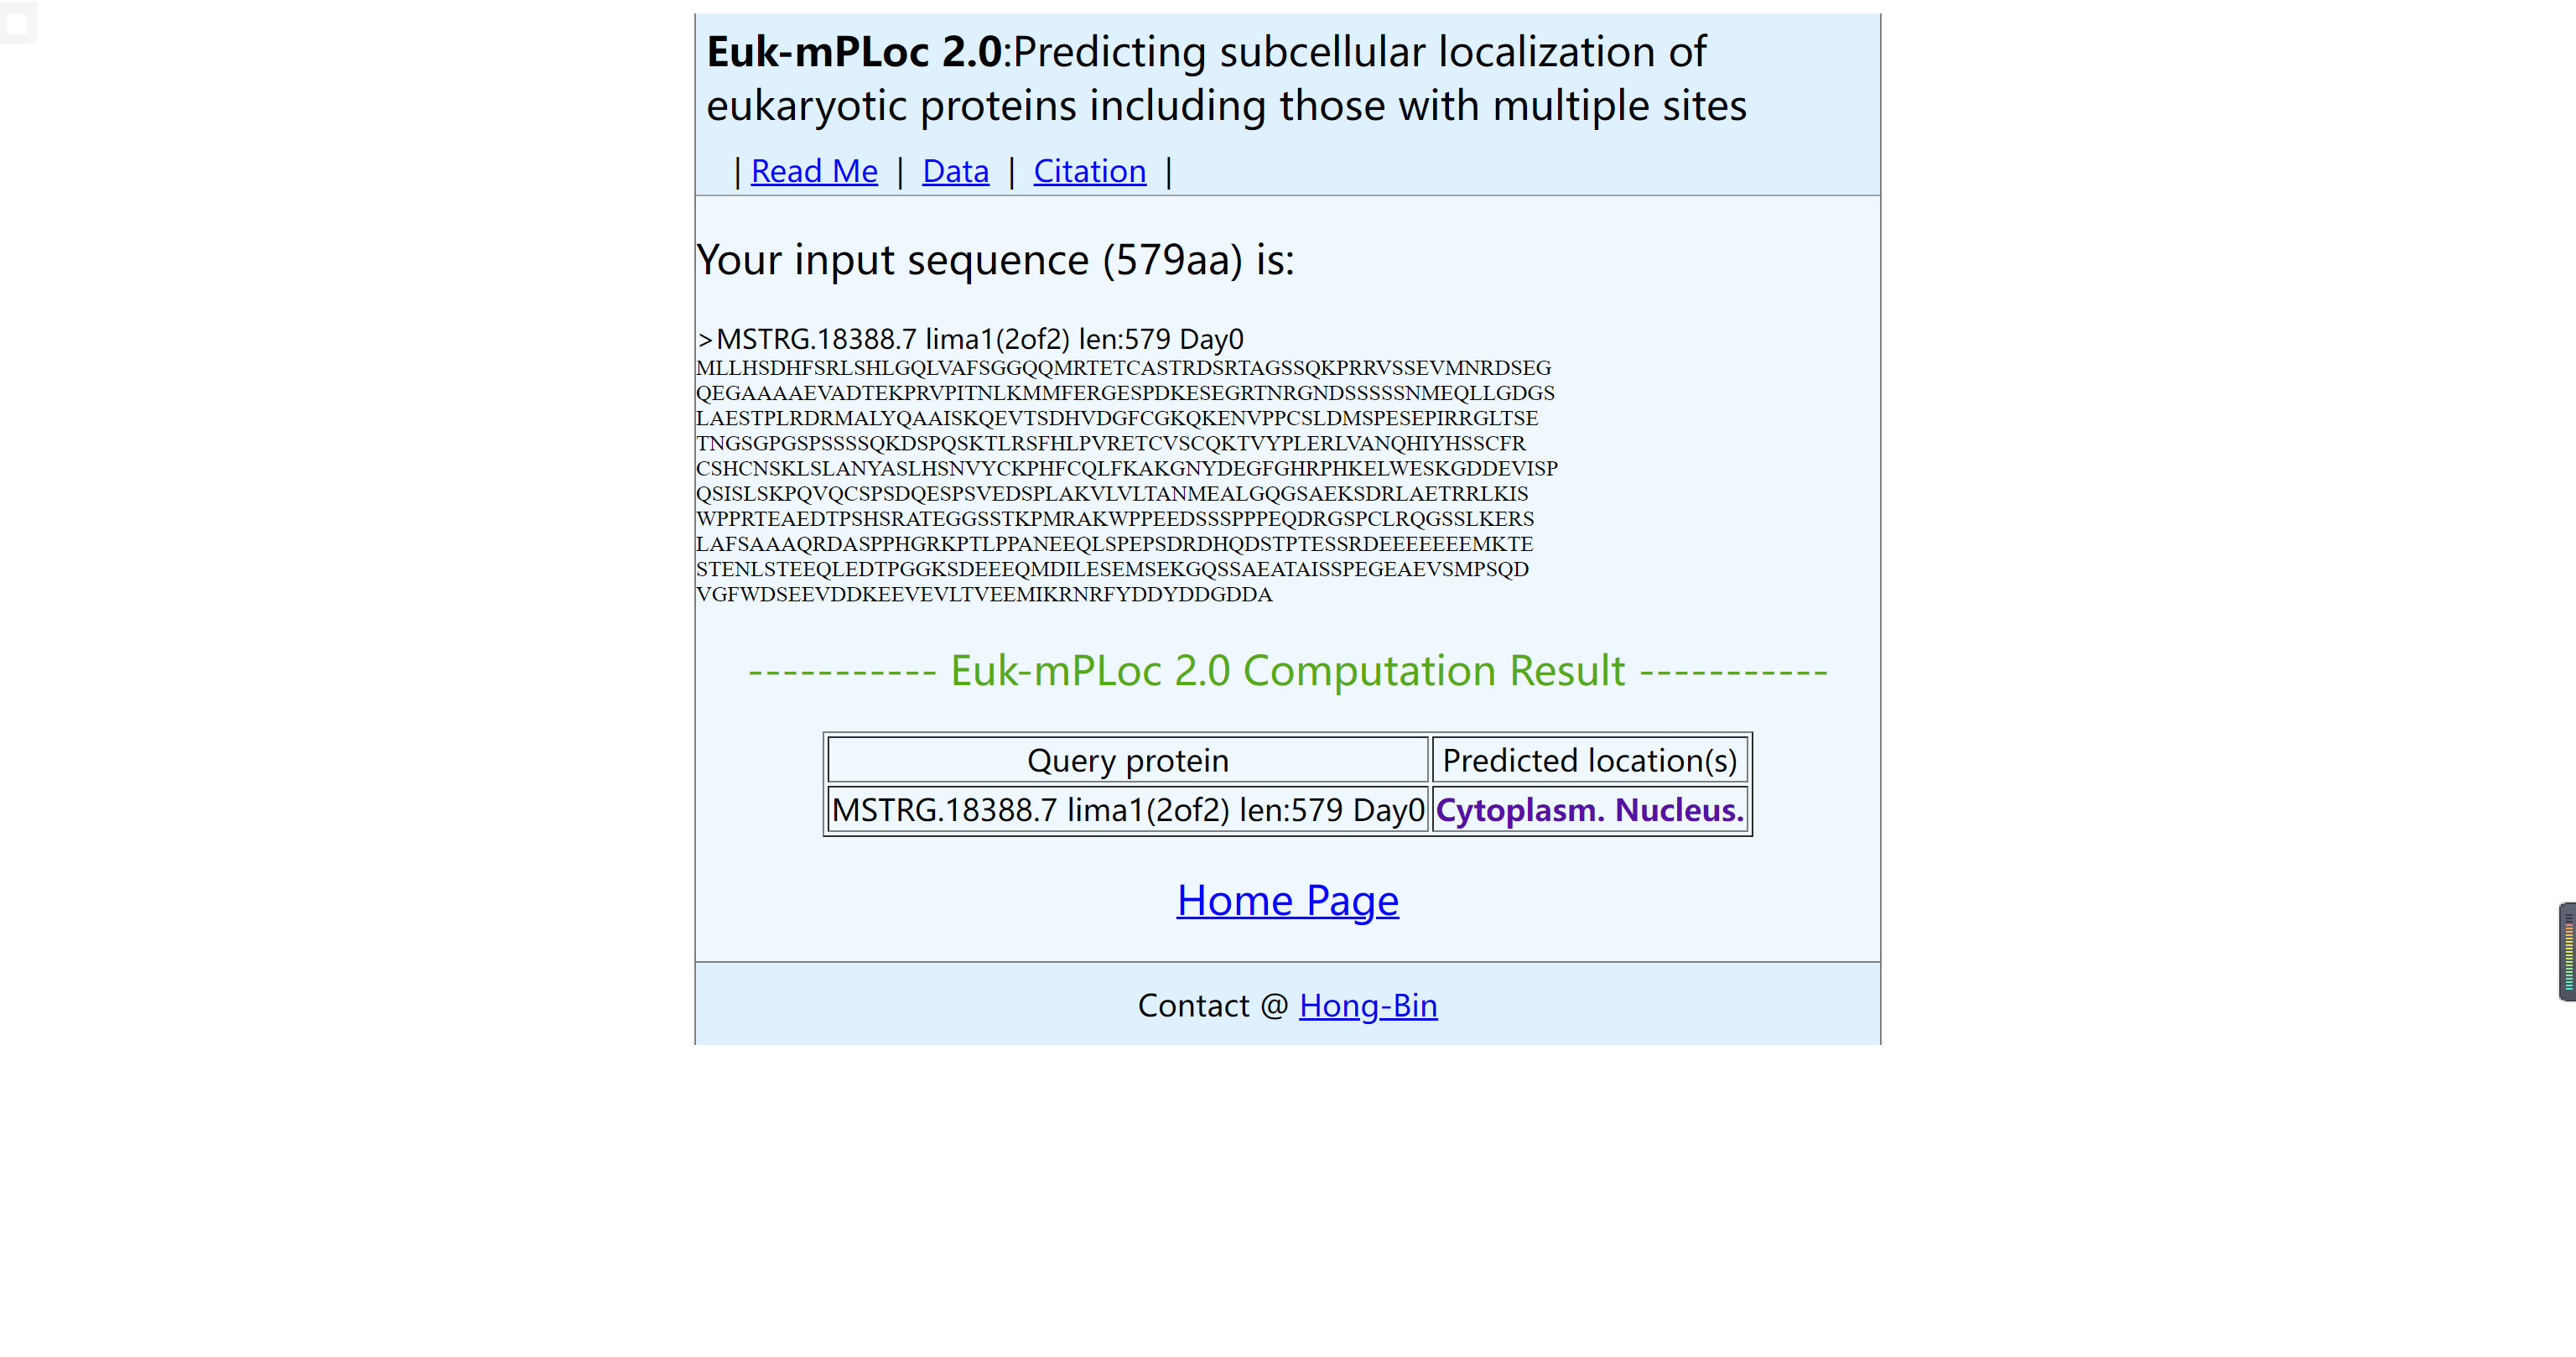 Euk-mPLoc 2.0:Predicting subcellular localization of
eukaryotic proteins including those with multiple sites
| Read Me | Data | Citation |
Your input sequence (579aa) is:
>MSTRG.18388.7 lima1(2of2) len:579 Day0
MLLHSDHFSRLSHLGQLVAFSGGQQMRTETCASTRDSRTAGSSQKPRRVSSEVMNRDSEG
QEGAAAAEVADTEKPRVPITNLKMMFERGESPDKESEGRTNRGNDSSSSSNMEQLLGDGS
LAESTPLRDRMALYQAAISKQEVTSDHVDGFCGKQKENVPPCSLDMSPESEPIRRGLTSE
TNGSGPGSPSSSSQKDSPQSKTLRSFHLPVRETCVSCQKTVYPLERLVANQHIYHSSCFR
CSHCNSKLSLANYASLHSNVYCKPHFCQLFKAKGNYDEGFGHRPHKELWESKGDDEVISP
QSISLSKPQVQCSPSDQESPSVEDSPLAKVLVLTANMEALGQGSAEKSDRLAETRRLKIS
WPPRTEAEDTPSHSRATEGGSSTKPMRAKWPPEEDSSSPPPEQDRGSPCLRQGSSLKERS
LAFSAAAQRDASPPHGRKPTLPPANEEQLSPEPSDRDHQDSTPTESSRDEEEEEEEMKTE
STENLSTEEQLEDTPGGKSDEEEQMDILESEMSEKGQSSAEATAISSPEGEAEVSMPSQD
VGFWDSEEVDDKEEVEVLTVEEMIKRNRFYDDYDDGDDA
----------- Euk-mPLoc 2.0 Computation Result -----------
Query protein Predicted location(s)
MSTRG.18388.7 lima1(2of2) len:579 Day0 Cytoplasm. Nucleus.
Home Page
Contact @ Hong-Bin